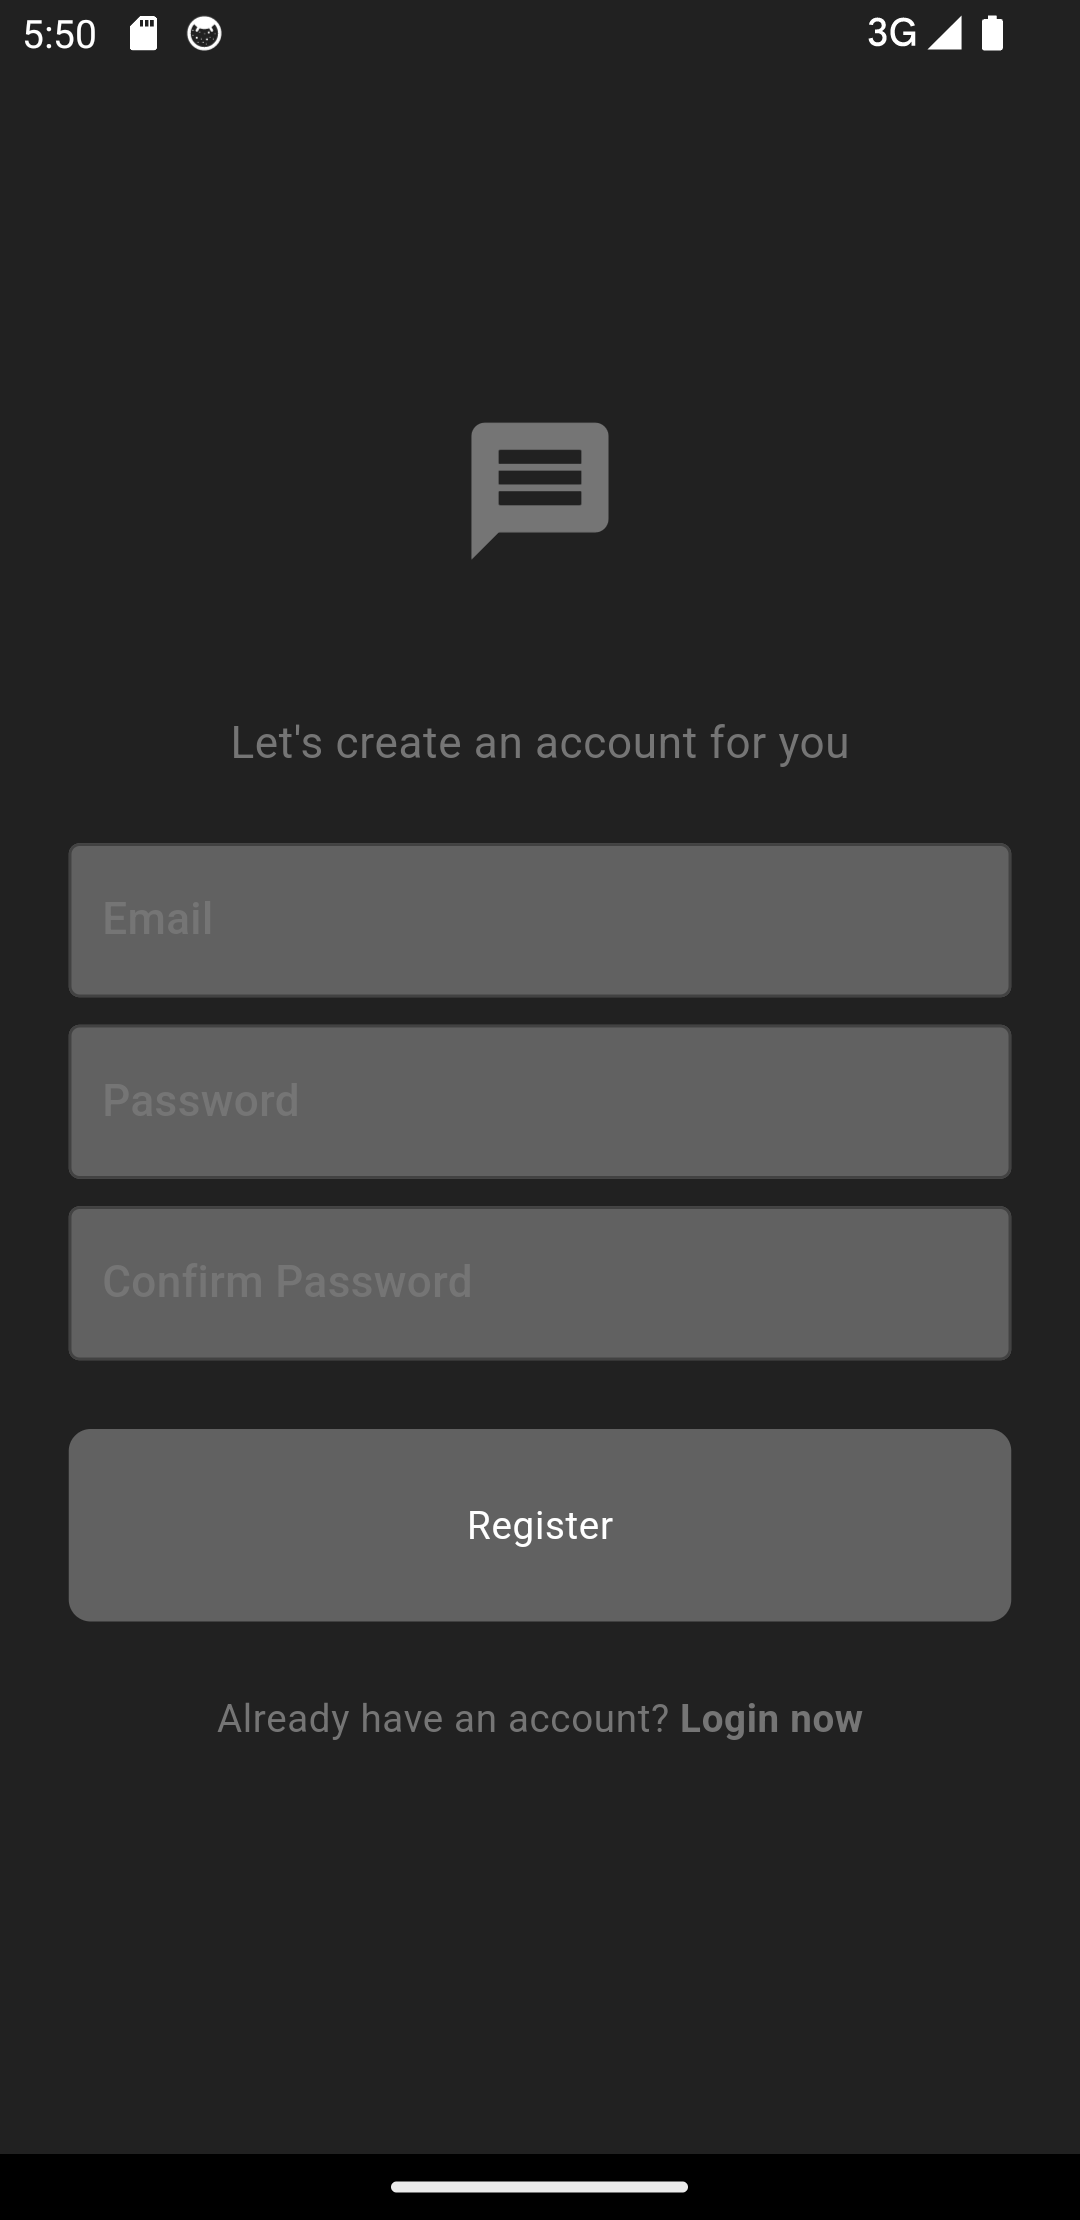 5:50 3G
Let's create an account for you
Email
Password
Confirm Password
Register
Already have an account? Login now